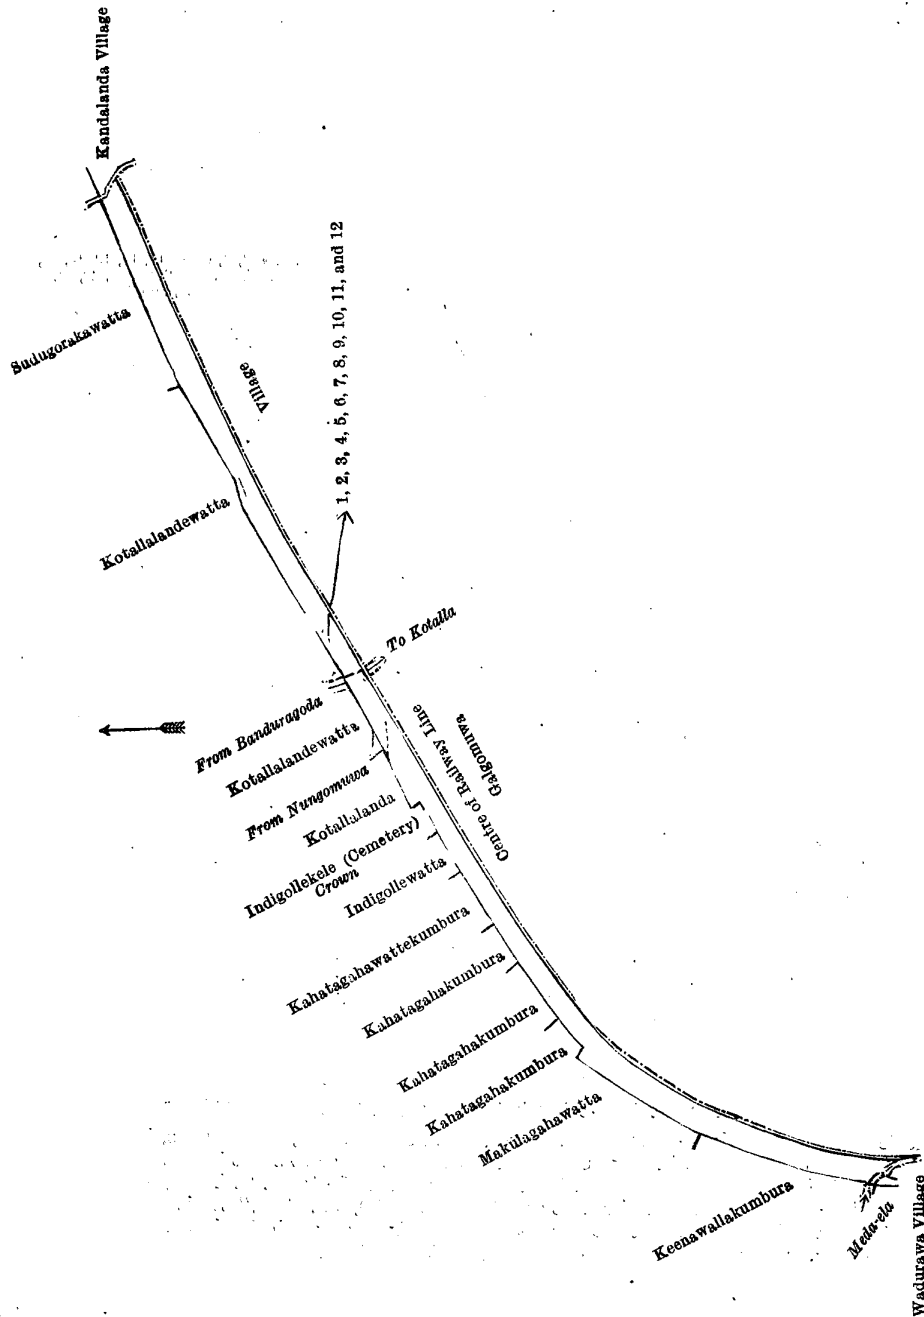 Kandalanda Village
Sudugorakawatta
Village
1, 2, 3, 4, 5, 6, 7, 8, 9, 10, 11, and 12
Kotallalandewatta
To Kotalla
From Banduragoda
Kotallalandewatta
From Nungomuwa
Kotallalanda
Centre of Railway Line
Galgomuwa
Indigollekele (Cemetery)
Crown
Indigollewatta
Kahatagahawattekumbura
Kahatagahakumbura
Kahatagahakumbura
Kahatagahakumbura
Makulagahawatta
Keenawallakumbura
Meda-ela
Wadurawa Village